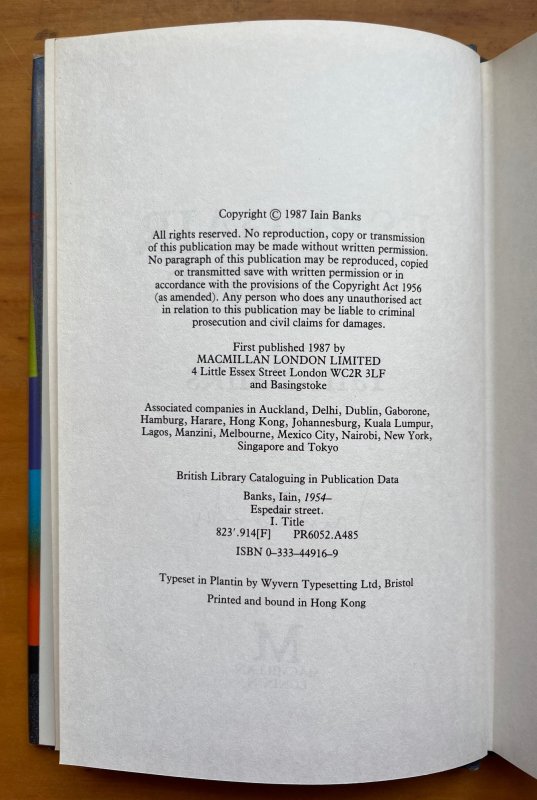 Copyright © 1987 Iain Banks
All rights reserved. No reproduction, copy or transmission
of this publication may be made without written permission.
No paragraph of this publication may be reproduced, copied
or transmitted save with written permission or in
accordance with the provisions of the Copyright Act 1956
(as amended). Any person who does any unauthorised act
in relation to this publication may be liable to criminal
prosecution and civil claims for damages.
First published 1987 by
MACMILLAN LONDON LIMITED
4 Little Essex Street London WC2R 3LF
and Basingstoke
Associated companies in Auckland, Delhi, Dublin, Gaborone,
Hamburg, Harare, Hong Kong, Johannesburg, Kuala Lumpur,
Lagos, Manzini, Melbourne, Mexico City, Nairobi, New York,
Singapore and Tokyo
British Library Cataloguing in Publication Data
Banks, Iain, 1954–
Espedair street.
I. Title
823′.914[F] PR6052.A485
ISBN 0–333–44916–9
Typeset in Plantin by Wyvern Typesetting Ltd, Bristol
Printed and bound in Hong Kong